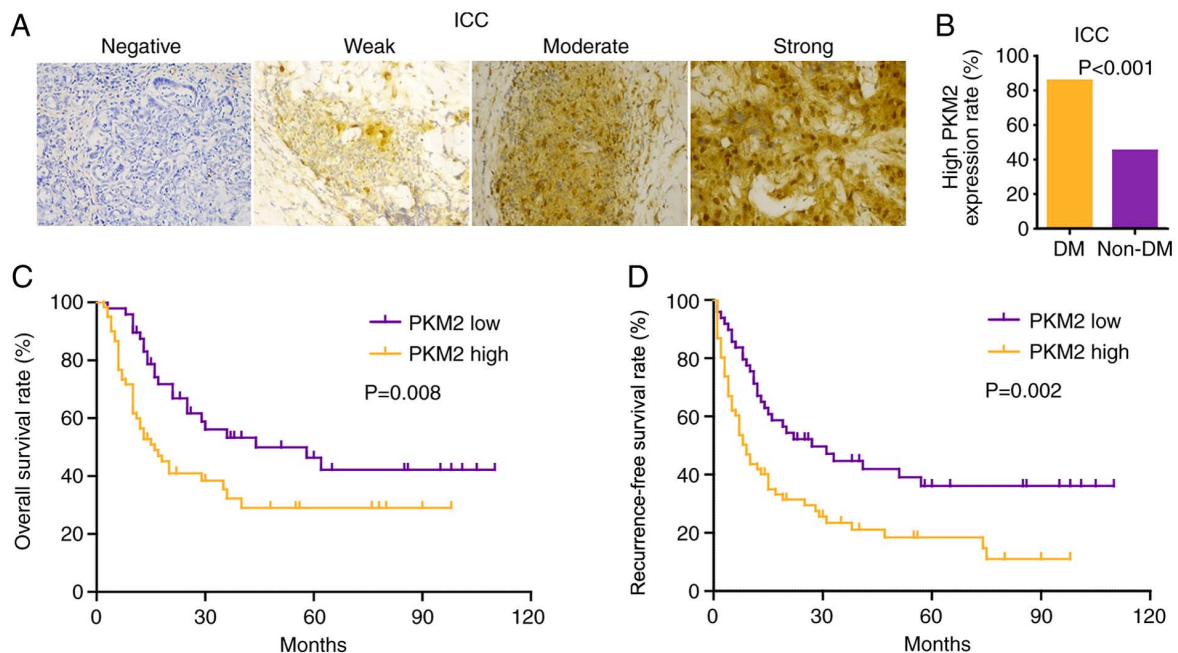 A
ICC
Negative
Weak
Moderate
Strong
B
ICC
P<0.001
High PKM2
expression rate (%)
100
80
60
40
20
0
DM
Non-DM
C
Overall survival rate (%)
100
80
60
40
20
0
PKM2 low
PKM2 high
P=0.008
0
30
60
90
120
Months
D
Recurrence-free survival rate (%)
100
80
60
40
20
0
PKM2 low
PKM2 high
P=0.002
0
30
60
90
120
Months